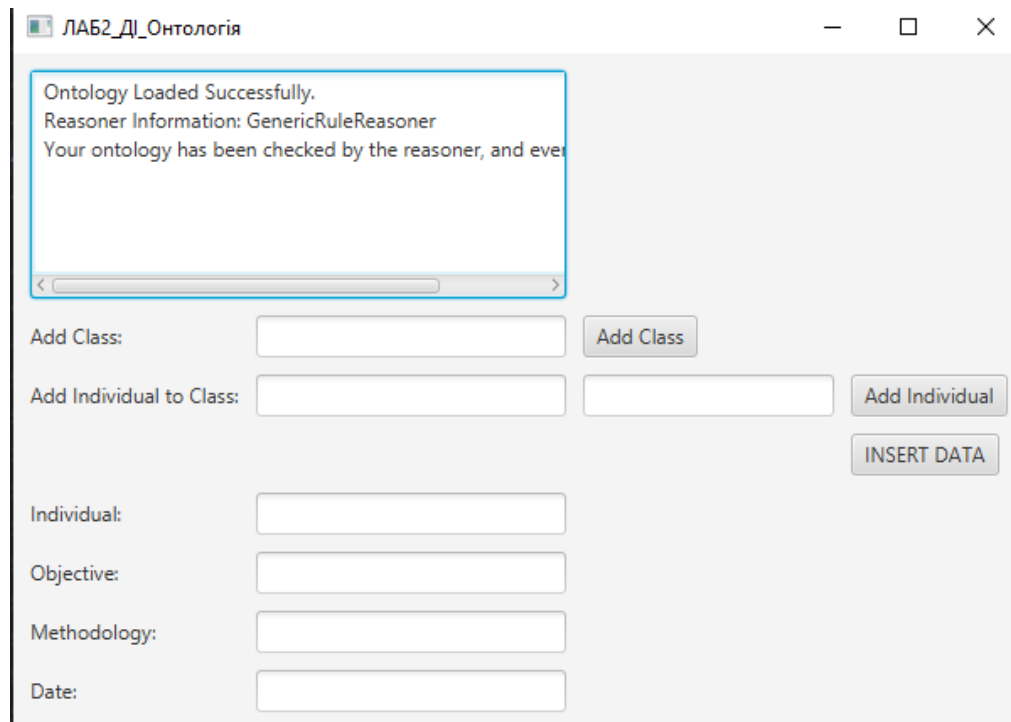 ЛАБ2_ДІ_Онтологія
Ontology Loaded Successfully.
Reasoner Information: GenericRuleReasoner
Your ontology has been checked by the reasoner, and ever
Add Class: Add Class
Add Individual to Class: Add Individual
INSERT DATA
Individual:
Objective:
Methodology:
Date: